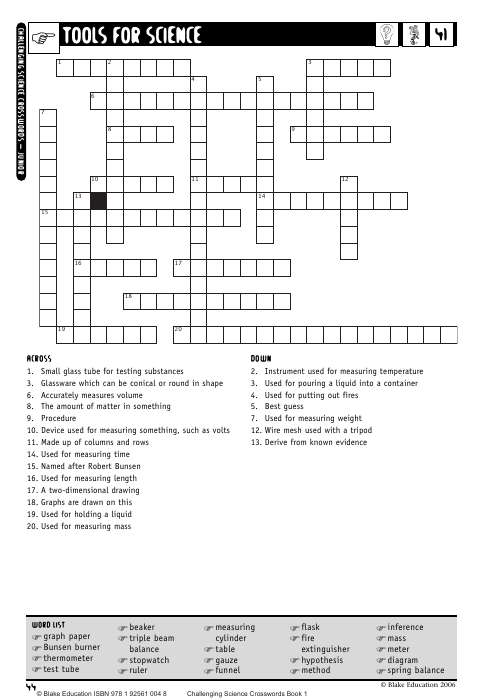 TOOLS FOR SCIENCE
41
CHALLENGING SCIENCE CROSSWORDS – JUNIOR
1 2 3
4 5
6
7
8 9
10 11 12
13 14
15
16 17
18
19 20
ACROSS
1. Small glass tube for testing substances
3. Glassware which can be conical or round in shape
6. Accurately measures volume
8. The amount of matter in something
9. Procedure
10. Device used for measuring something, such as volts
11. Made up of columns and rows
14. Used for measuring time
15. Named after Robert Bunsen
16. Used for measuring length
17. A two-dimensional drawing
18. Graphs are drawn on this
19. Used for holding a liquid
20. Used for measuring mass
DOWN
2. Instrument used for measuring temperature
3. Used for pouring a liquid into a container
4. Used for putting out fires
5. Best guess
7. Used for measuring weight
12. Wire mesh used with a tripod
13. Derive from known evidence
WORD LIST
graph paper
Bunsen burner
thermometer
test tube
beaker
triple beam
balance
stopwatch
ruler
measuring
cylinder
table
gauze
funnel
flask
fire
extinguisher
hypothesis
method
inference
mass
meter
diagram
spring balance
44
© Blake Education 2006
© Blake Education ISBN 978 1 92561 004 8 Challenging Science Crosswords Book 1